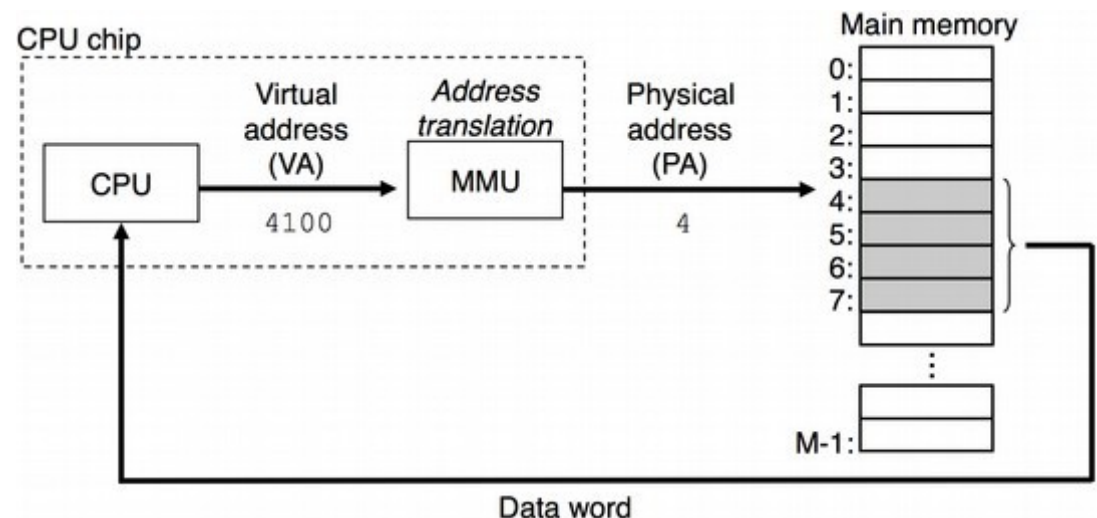 CPU chip
CPU
Virtual
address
(VA)
4100
Address
translation
MMU
Physical
address
(PA)
4
Main memory
0:
1:
2:
3:
4:
5:
6:
7:
⋮
M-1:
Data word